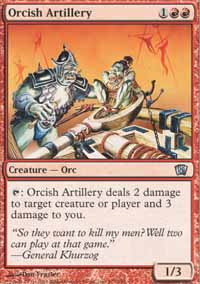 Orcish Artillery 1
Creature — Orc
: Orcish Artillery deals 2 damage
to target creature or player and
3 damage to you.
"So they want to kill my men? Well two
can play at that game."
—General Khurzog
1/3